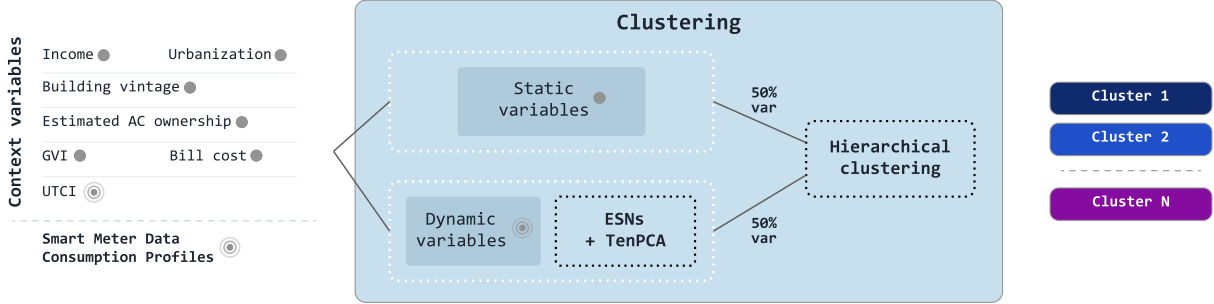 Context variables
Income
Urbanization
Building vintage
Estimated AC ownership
GVI
Bill cost
UTCI
Smart Meter Data
Consumption Profiles
Clustering
Static
variables
50%
var
Dynamic
variables
ESNs
+ TenPCA
50%
var
Hierarchical
clustering
Cluster 1
Cluster 2
Cluster N